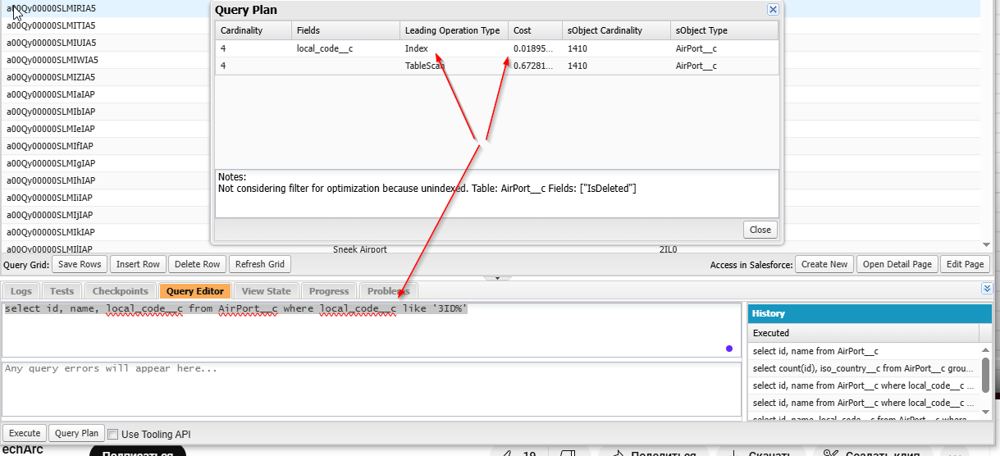 a00Qy00000SLMIRIA5
a00Qy00000SLMITIA5
a00Qy00000SLMIUIA5
a00Qy00000SLMIWIA5
a00Qy00000SLMIZIA5
a00Qy00000SLMIaIAP
a00Qy00000SLMIbIAP
a00Qy00000SLMIeIAP
a00Qy00000SLMIfIAP
a00Qy00000SLMIgIAP
a00Qy00000SLMIhIAP
a00Qy00000SLMIiIAP
a00Qy00000SLMIjIAP
a00Qy00000SLMIkIAP
a00Qy00000SLMIlIAP Sneek Airport 2IL0
Query Plan
Cardinality Fields Leading Operation Type Cost sObject Cardinality sObject Type
4 local_code__c Index 0.01895... 1410 AirPort__c
4 TableScan 0.67281... 1410 AirPort__c
Notes:
Not considering filter for optimization because unindexed. Table: AirPort__c Fields: ["IsDeleted"]
Close
Query Grid: Save Rows Insert Row Delete Row Refresh Grid Access in Salesforce: Create New Open Detail Page Edit Page
Logs Tests Checkpoints Query Editor View State Progress Problems
select id, name, local_code__c from AirPort__c where local_code__c like '3ID%'
Any query errors will appear here...
History
Executed
select id, name from AirPort__c
select count(id), iso_country__c from AirPort__c grou...
select id, name from AirPort__c where local_code__c ...
select id, name from AirPort__c where local_code__c ...
select id, name, local_code__c from AirPort__c where
Execute Query Plan Use Tooling API
echArc Подписаться 19 Поделиться Скачать Создать клип ...